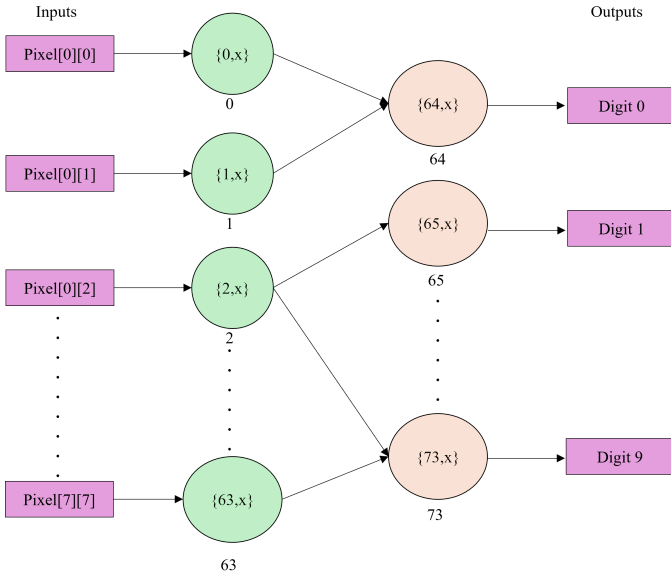 Inputs
Outputs
Pixel[0][0]
{0,x}
0
{64,x}
64
Digit 0
Pixel[0][1]
{1,x}
1
{65,x}
65
Digit 1
Pixel[0][2]
{2,x}
2
{73,x}
73
Digit 9
Pixel[7][7]
{63,x}
63